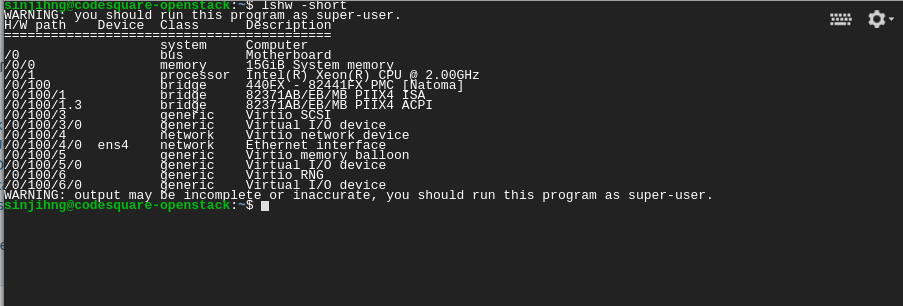 sinjihng@codesquare-openstack:~$ lshw -short
WARNING: you should run this program as super-user.
H/W path    Device  Class      Description
==========================================
                    system     Computer
/0                  bus        Motherboard
/0/0                memory     15GiB System memory
/0/1                processor  Intel(R) Xeon(R) CPU @ 2.00GHz
/0/100              bridge     440FX - 82441FX PMC [Natoma]
/0/100/1            bridge     82371AB/EB/MB PIIX4 ISA
/0/100/1.3          bridge     82371AB/EB/MB PIIX4 ACPI
/0/100/3            generic    Virtio SCSI
/0/100/3/0          generic    Virtual I/O device
/0/100/4            network    Virtio network device
/0/100/4/0  ens4    network    Ethernet interface
/0/100/5            generic    Virtio memory balloon
/0/100/5/0          generic    Virtual I/O device
/0/100/6            generic    Virtio RNG
/0/100/6/0          generic    Virtual I/O device
WARNING: output may be incomplete or inaccurate, you should run this program as super-user.
sinjihng@codesquare-openstack:~$